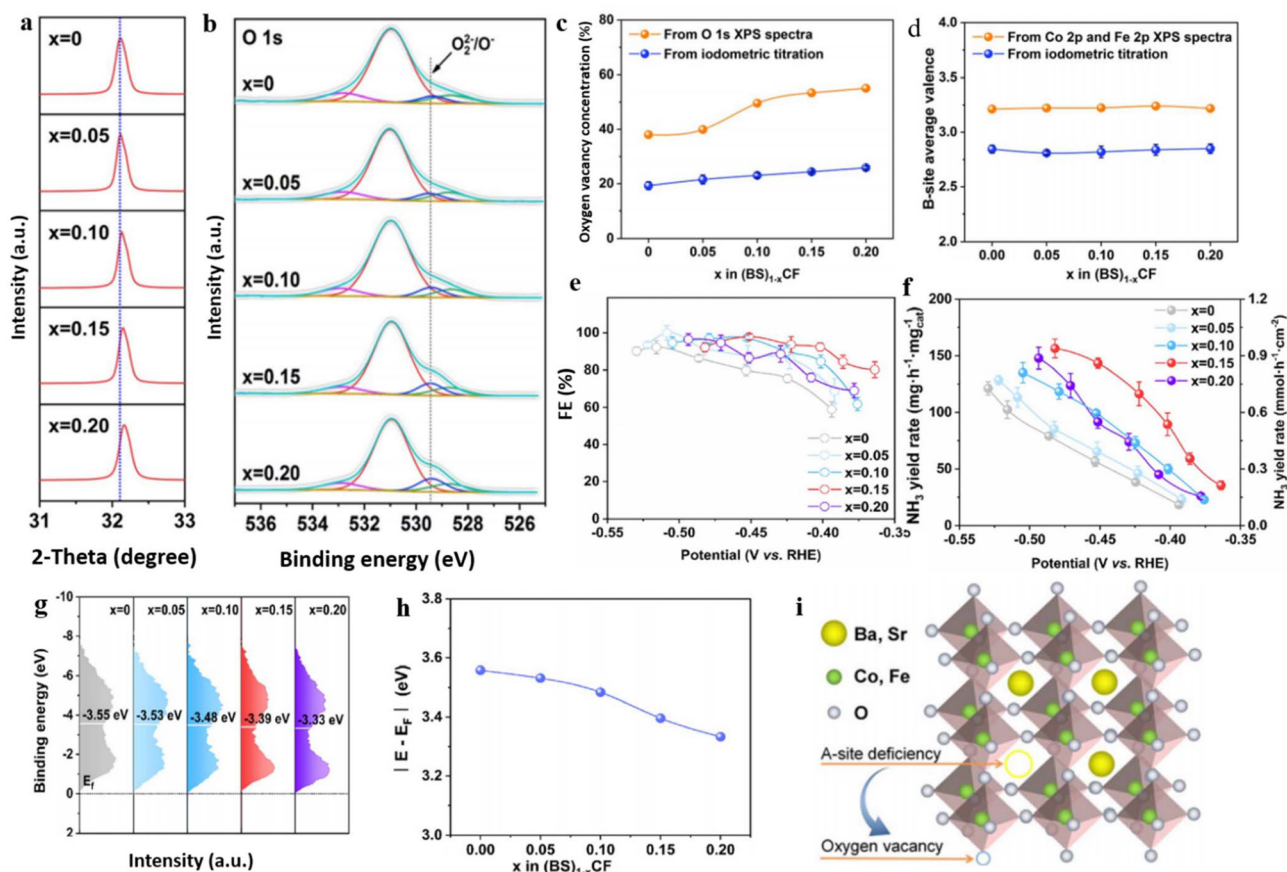 a
x=0
x=0.05
x=0.10
x=0.15
x=0.20
Intensity (a.u.)
31 32 33
2-Theta (degree)
b
O 1s
O₂²⁻/O⁻
x=0
x=0.05
x=0.10
x=0.15
x=0.20
Intensity (a.u.)
536 534 532 530 528 526
Binding energy (eV)
c
From O 1s XPS spectra
From iodometric titration
Oxygen vacancy concentration (%)
80
60
40
20
0
0 0.05 0.10 0.15 0.20
x in (BS)₁₋ₓCF
d
From Co 2p and Fe 2p XPS spectra
From iodometric titration
B-site average valence
4.0
3.5
3.0
2.5
2.0
0.00 0.05 0.10 0.15 0.20
x in (BS)₁₋ₓCF
e
FE (%)
120
100
80
60
40
20
0
x=0
x=0.05
x=0.10
x=0.15
x=0.20
-0.55 -0.50 -0.45 -0.40 -0.35
Potential (V vs. RHE)
f
NH₃ yield rate (mg·h⁻¹·mg⁻¹cat)
200
150
100
50
0
x=0
x=0.05
x=0.10
x=0.15
x=0.20
1.2
0.9
0.6
0.3
0.0
NH₃ yield rate (mmol·h⁻¹·cm⁻²)
-0.55 -0.50 -0.45 -0.40 -0.35
Potential (V vs. RHE)
g
Binding energy (eV)
-10
-8
-6
-4
-2
0
2
x=0 x=0.05 x=0.10 x=0.15 x=0.20
-3.55 eV -3.53 eV -3.48 eV -3.39 eV -3.33 eV
E_f
Intensity (a.u.)
h
| E - E_F | (eV)
3.8
3.6
3.4
3.2
3.0
0.00 0.05 0.10 0.15 0.20
x in (BS)₁₋ₓCF
i
Ba, Sr
Co, Fe
O
A-site deficiency
Oxygen vacancy